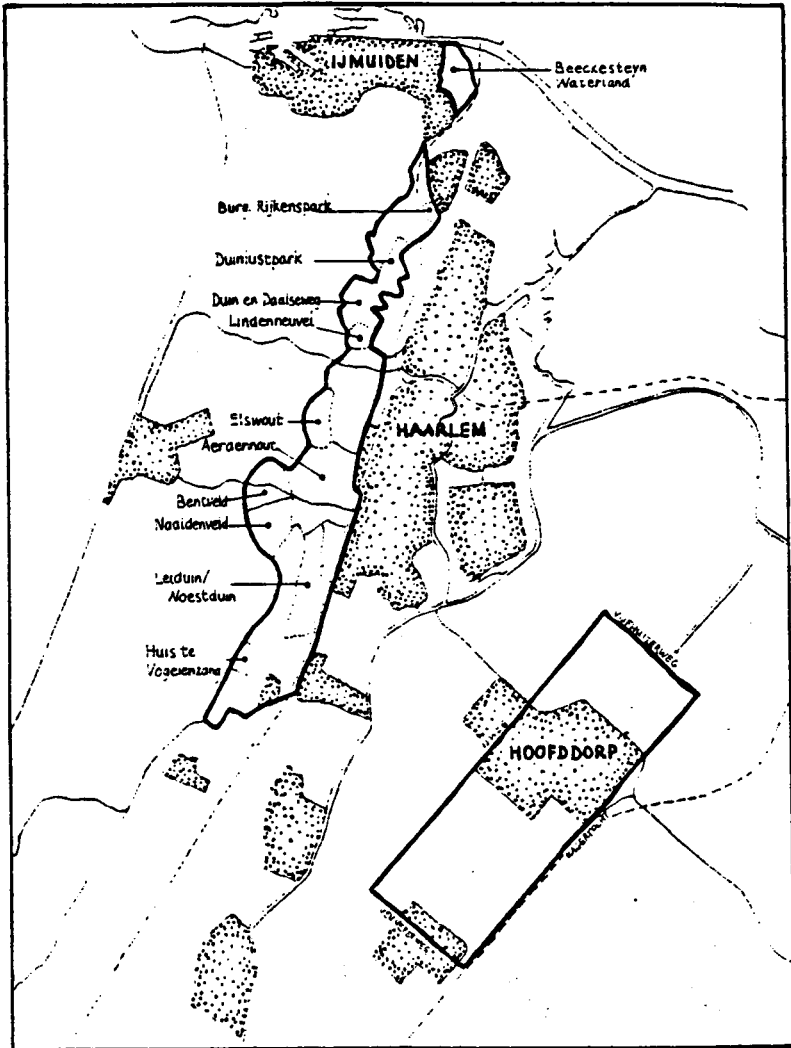 IJMUIDEN
Beeckesteyn
Waterland
Burg. Rijkenspark
Duinlustpark
Duin en Daalseweg
Lindenheuvel
Elswout
HAARLEM
Aerdenhout
Bentveld
Naaldenveld
Leiduin/
Woestduin
Huis te
Vogelenzang
VIJFHUIZERWEG
HOOFDDORP